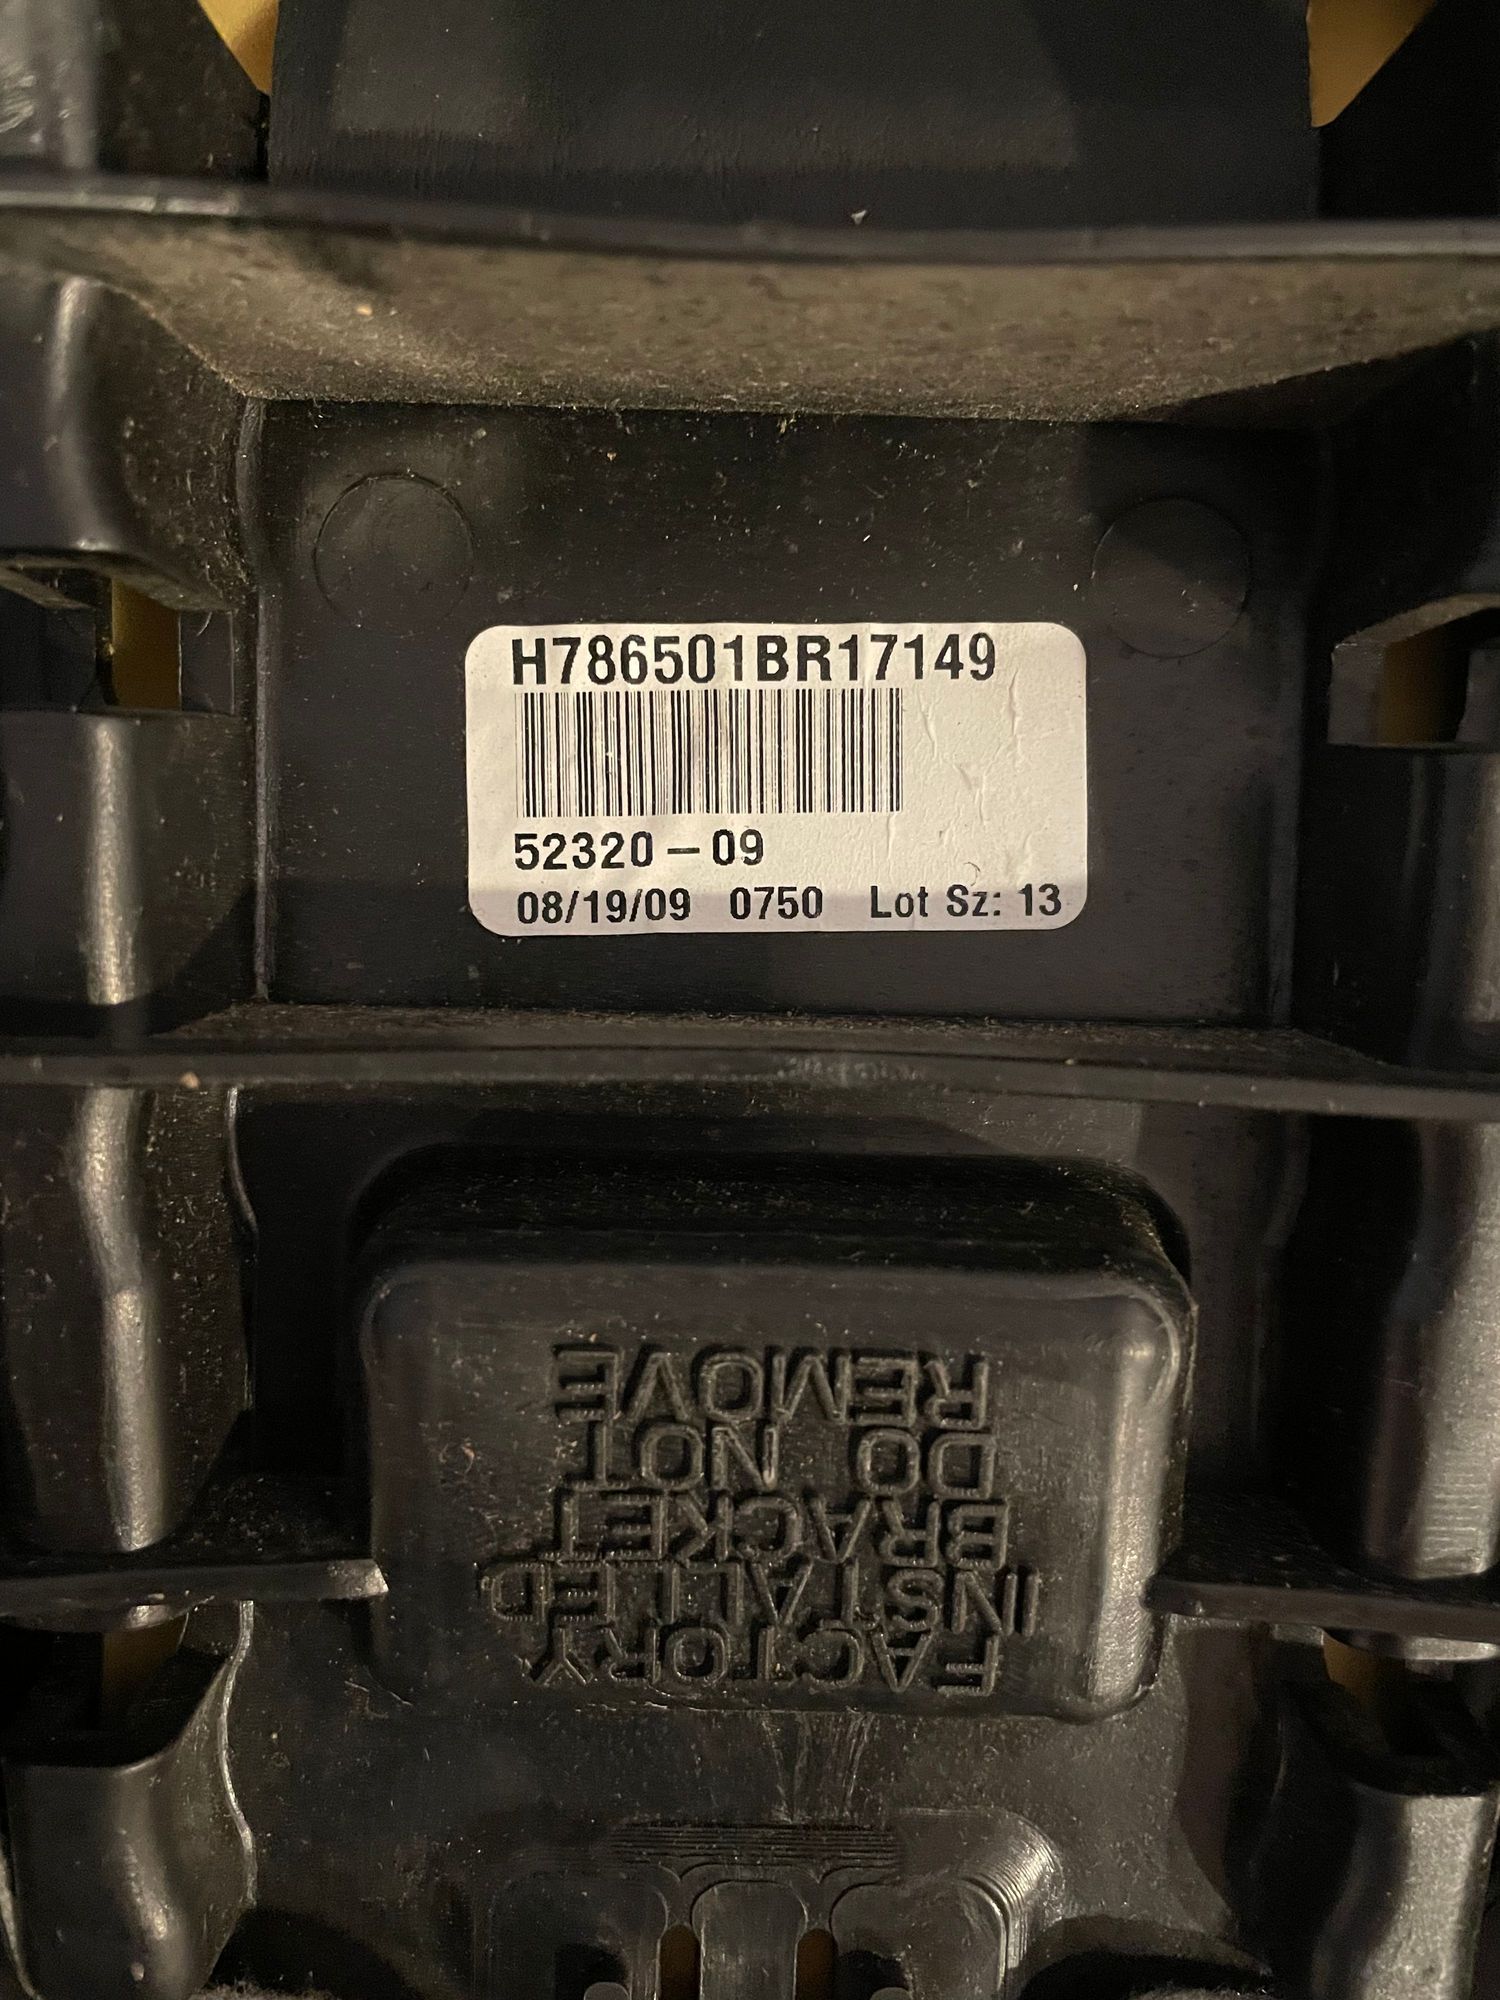 H786501BR17149
52320-09
08/19/09 0750 Lot Sz: 13
FACTORY
INSTALLED
BRACKET
DO NOT
REMOVE